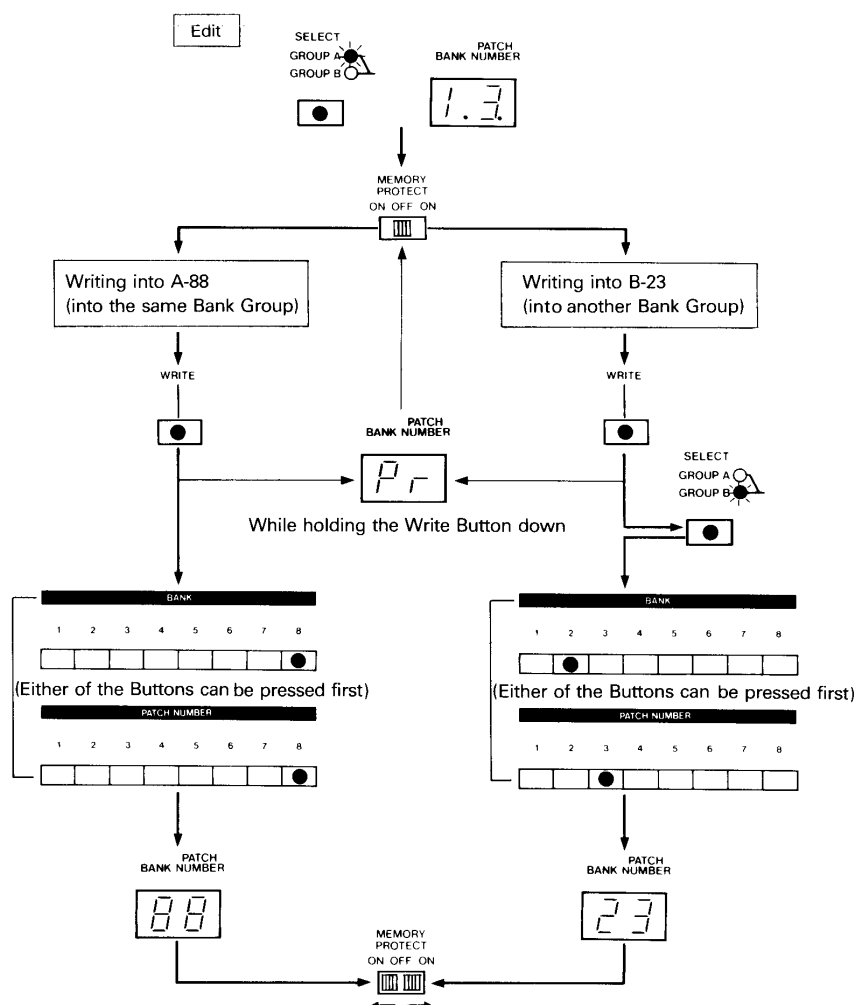 Edit
SELECT
GROUP A
GROUP B
PATCH
BANK NUMBER
1.3.
MEMORY
PROTECT
ON OFF ON
Writing into A-88
(into the same Bank Group)
Writing into B-23
(into another Bank Group)
WRITE
WRITE
PATCH
BANK NUMBER
Pr
While holding the Write Button down
SELECT
GROUP A
GROUP B
BANK
1 2 3 4 5 6 7 8
(Either of the Buttons can be pressed first)
PATCH NUMBER
1 2 3 4 5 6 7 8
BANK
1 2 3 4 5 6 7 8
(Either of the Buttons can be pressed first)
PATCH NUMBER
1 2 3 4 5 6 7 8
PATCH
BANK NUMBER
88
PATCH
BANK NUMBER
23
MEMORY
PROTECT
ON OFF ON